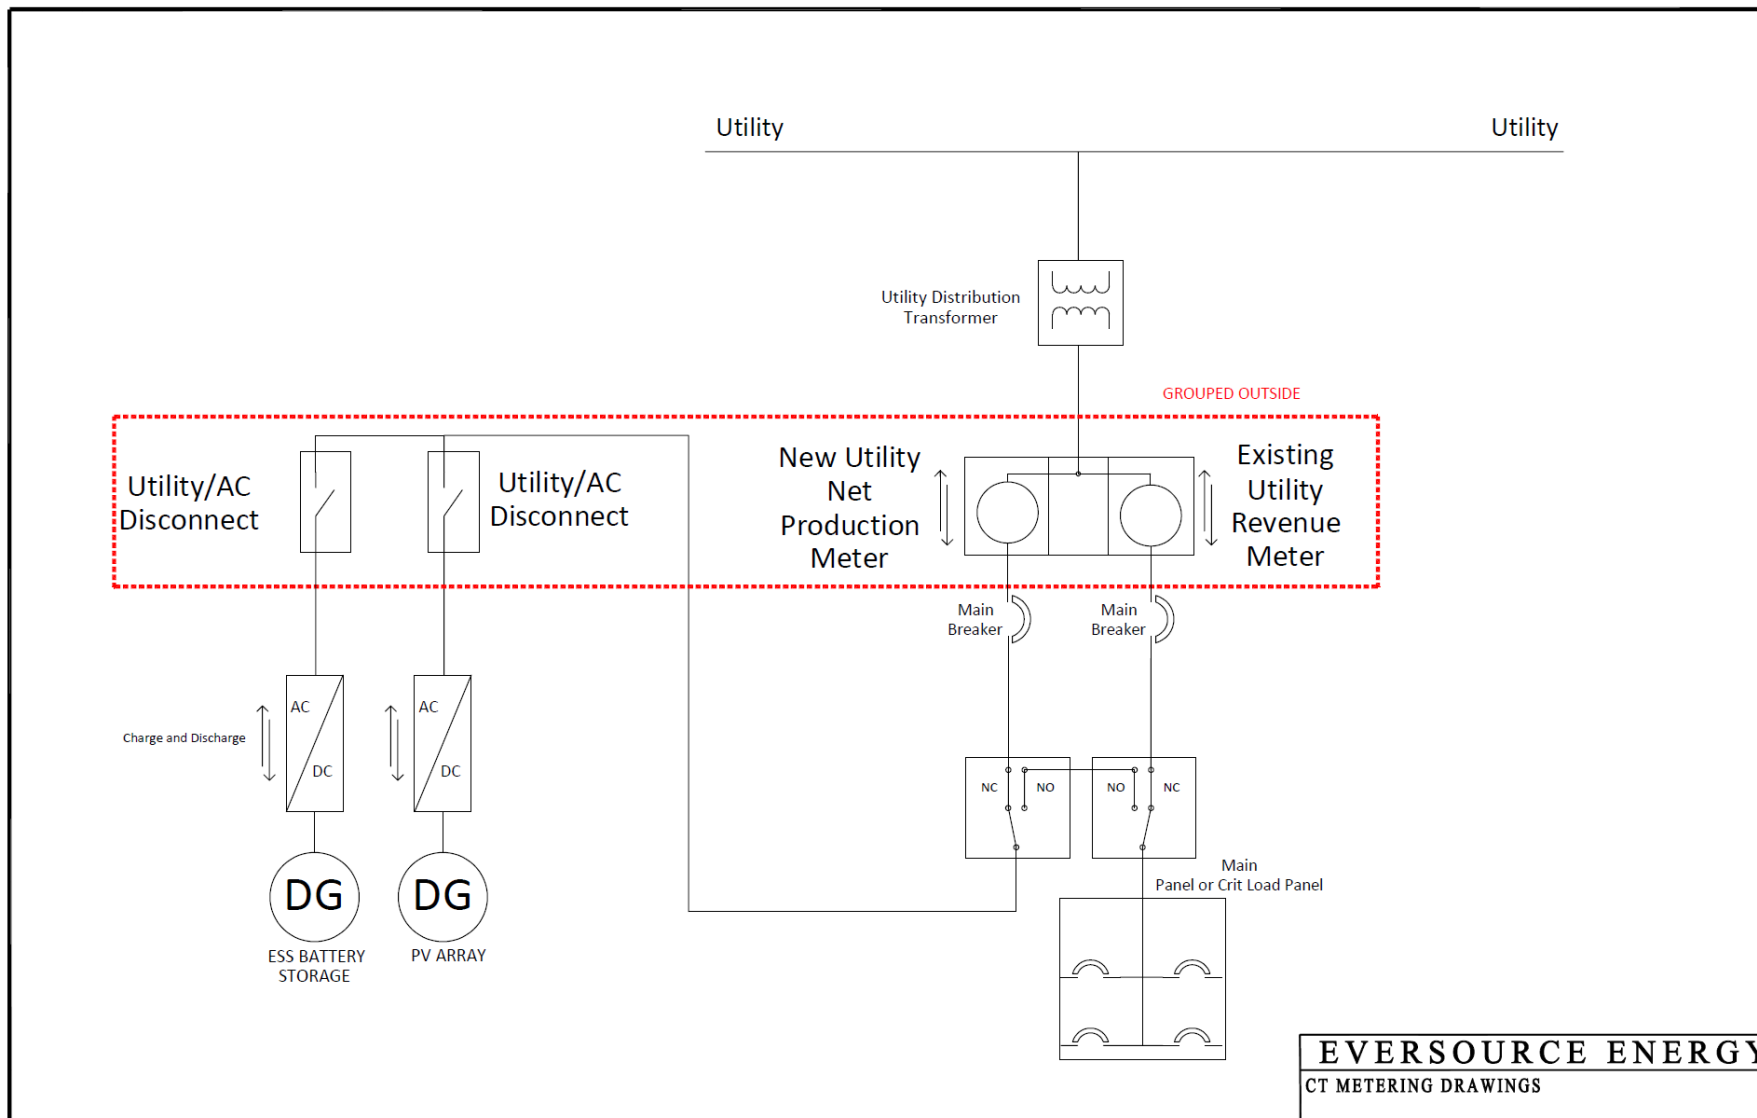 Utility
Utility
Utility Distribution
Transformer
GROUPED OUTSIDE
Utility/AC
Disconnect
Utility/AC
Disconnect
New Utility
Net
Production
Meter
Existing
Utility
Revenue
Meter
Main
Breaker
Main
Breaker
AC
DC
AC
DC
Charge and Discharge
NC
NO
NO
NC
Main
Panel or Crit Load Panel
DG
DG
ESS BATTERY
STORAGE
PV ARRAY
EVERSOURCE ENERGY
CT METERING DRAWINGS